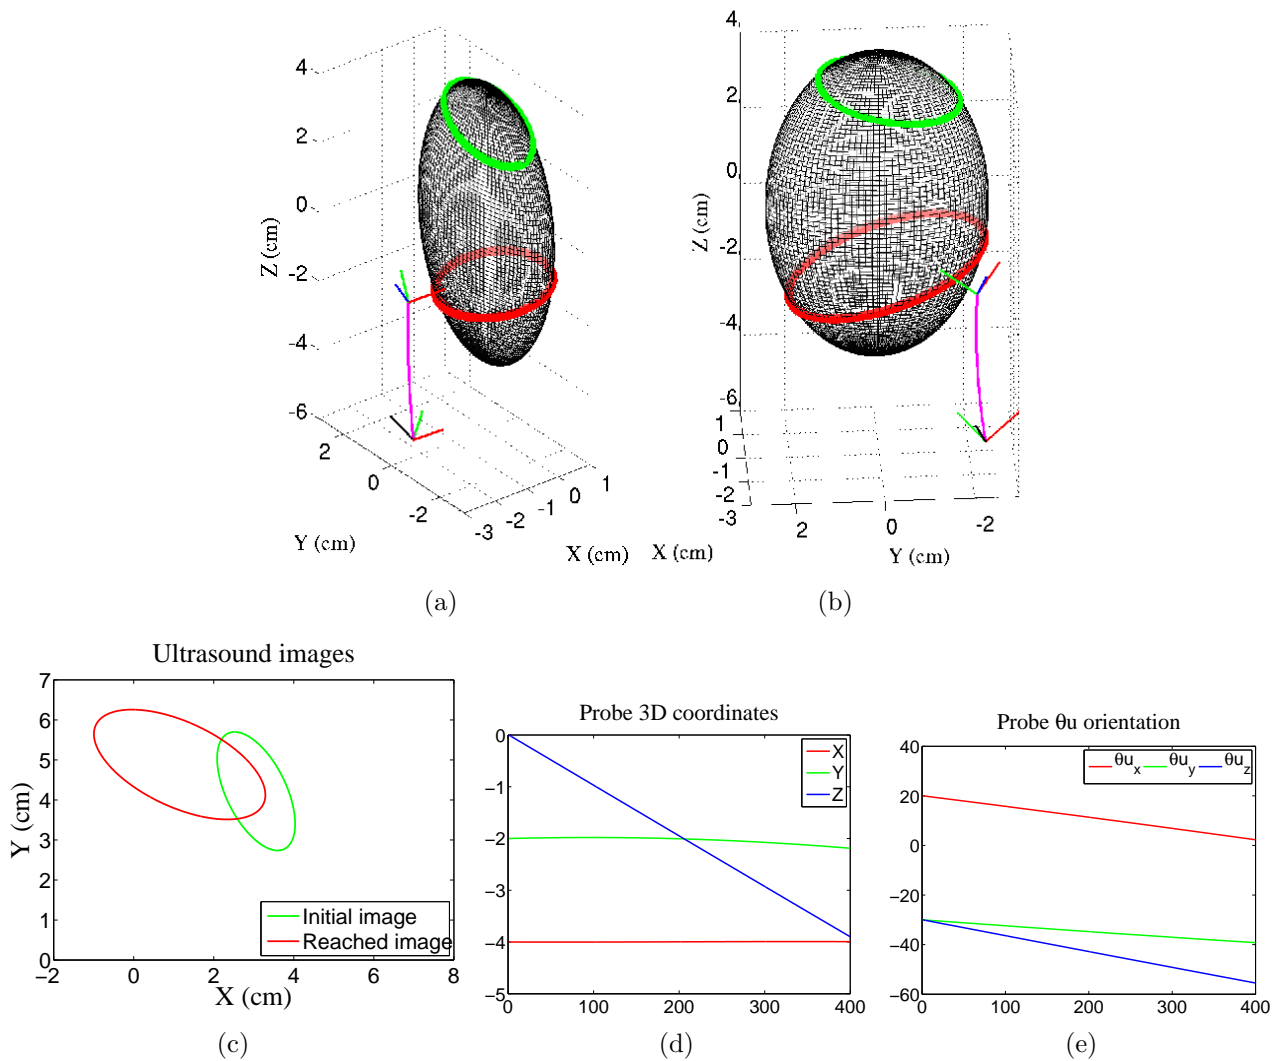 4
2
0
-2
-4
-6
Z (cm)
2
0
-2
Y (cm)
-3 -2 -1 0 1
X (cm)
(a)
4
2
0
-2
-4
-6
Z (cm)
1
0
-1
-2
-3
X (cm)
2 0 -2
Y (cm)
(b)
Ultrasound images
7
6
5
4
3
2
1
0
Y (cm)
−2 0 2 4 6 8
X (cm)
Initial image
Reached image
(c)
Probe 3D coordinates
0
−1
−2
−3
−4
−5
0 100 200 300 400
X
Y
Z
(d)
Probe θu orientation
40
20
0
−20
−40
−60
0 100 200 300 400
θu_x θu_y θu_z
(e)